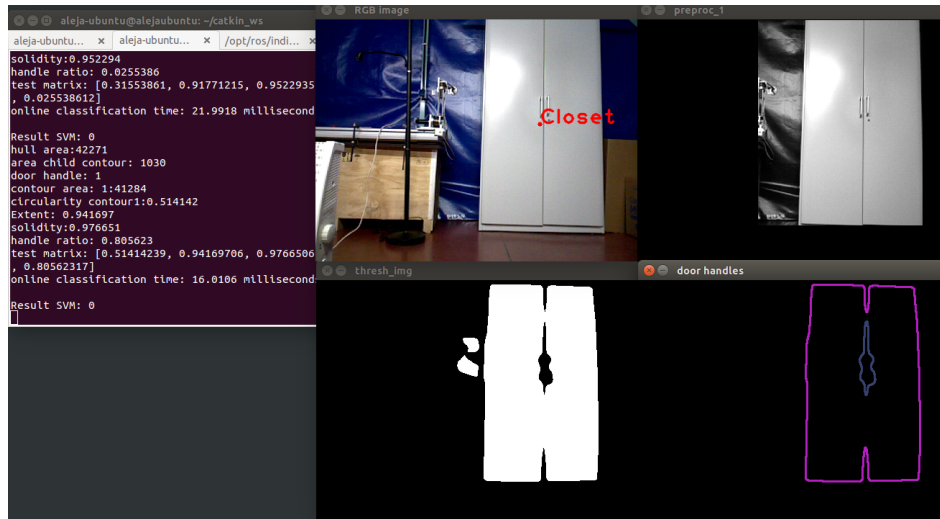 aleja-ubuntu@alejaubuntu: ~/catkin_ws
aleja-ubuntu... × aleja-ubuntu... × /opt/ros/indi... ×
solidity:0.952294
handle ratio: 0.0255386
test matrix: [0.31553861, 0.91771215, 0.9522935
, 0.025538612]
online classification time: 21.9918 millisecond
Result SVM: 0
hull area:42271
area child contour: 1030
door handle: 1
contour area: 1:41284
circularity contour1:0.514142
Extent: 0.941697
solidity:0.976651
handle ratio: 0.805623
test matrix: [0.51414239, 0.94169706, 0.9766506
, 0.80562317]
online classification time: 16.0106 millisecond
Result SVM: 0
RGB image
Closet
preproc_1
thresh_img
door handles